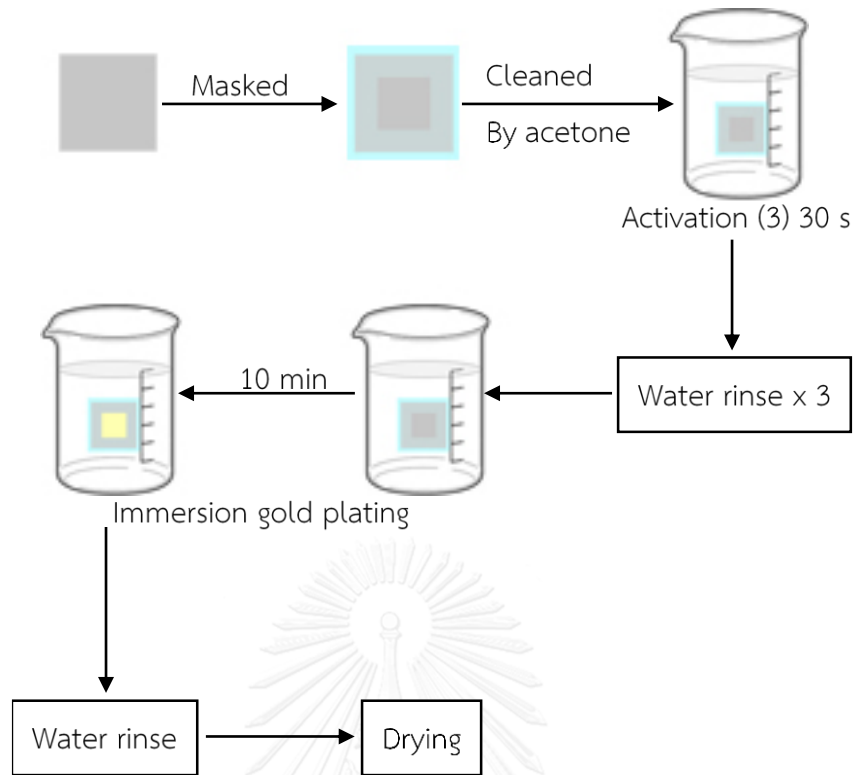 Masked
Cleaned
By acetone
Activation (3) 30 s
Water rinse x 3
10 min
Immersion gold plating
Water rinse
Drying